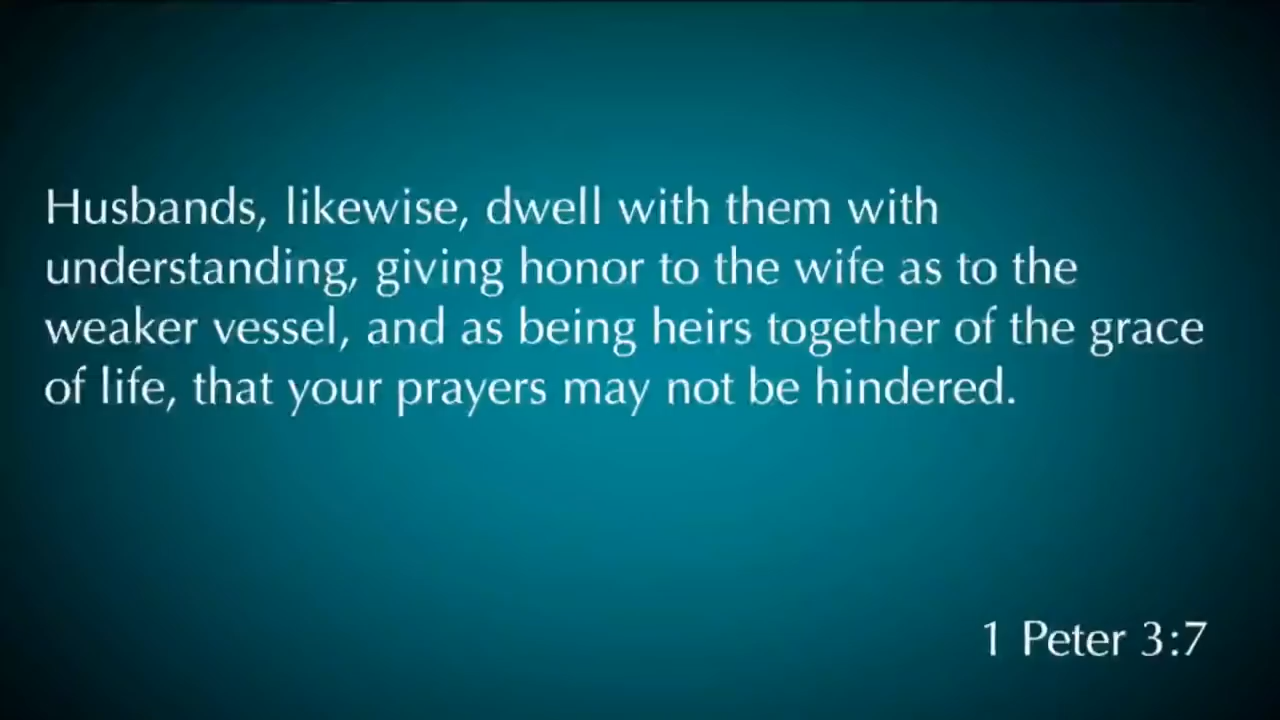 Husbands, likewise, dwell with them with
understanding, giving honor to the wife as to the
weaker vessel, and as being heirs together of the grace
of life, that your prayers may not be hindered.
1 Peter 3:7